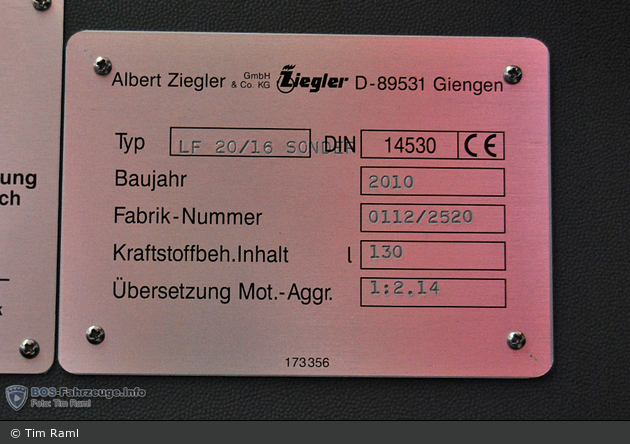 Albert Ziegler GmbH & Co. KG Ziegler D-89531 Giengen
Typ LF 20/16 SONDER DIN 14530 CE
Baujahr 2010
Fabrik-Nummer 0112/2520
Kraftstoffbeh.Inhalt l 130
Übersetzung Mot.-Aggr. 1:2.14
173356
ung
ch
k
BOS-Fahrzeuge.Info
Foto: Tim Raml
© Tim Raml